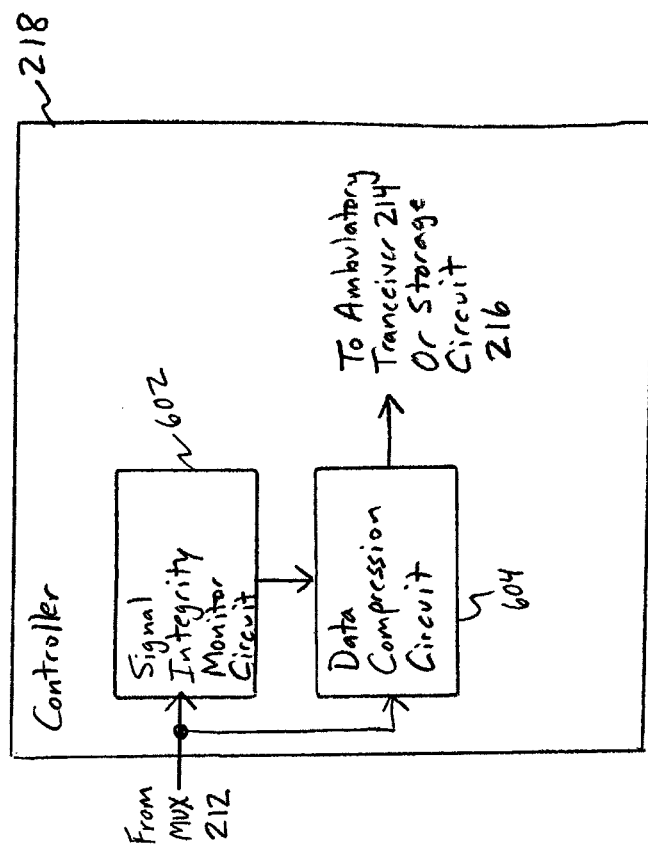 218
Controller
602
Signal
Integrity
Monitor
Circuit
From
MUX
212
Data
Compression
Circuit
604
To Ambulatory
Tranceiver 214
Or Storage
Circuit
216